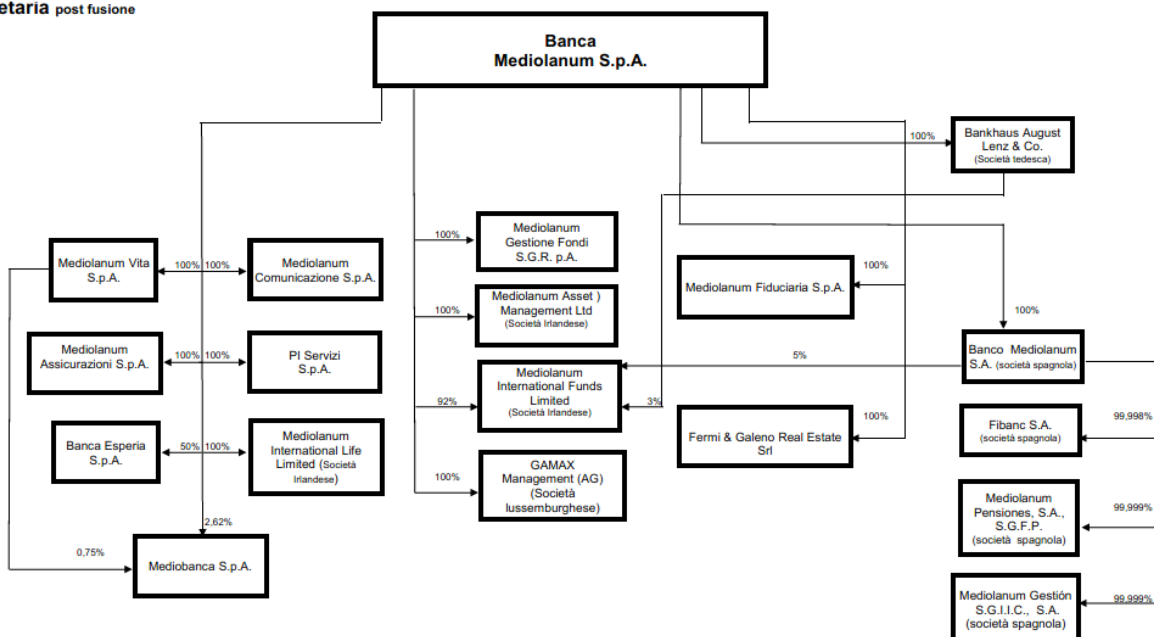 etaria post fusione
Banca
Mediolanum S.p.A.
100%
Bankhaus August
Lenz & Co.
(Società tedesca)
100%
Mediolanum
Gestione Fondi
S.G.R. p.A.
Mediolanum Vita
S.p.A.
100%
100%
Mediolanum
Comunicazione S.p.A.
100%
Mediolanum Fiduciaria S.p.A.
100%
Mediolanum Asset )
Management Ltd
(Società Irlandese)
100%
Mediolanum
Assicurazioni S.p.A.
100%
100%
PI Servizi
S.p.A.
5%
Banco Mediolanum
S.A. (società spagnola)
92%
Mediolanum
International Funds
Limited
(Società Irlandese)
3%
Fermi & Galeno Real Estate
Srl
100%
Fibanc S.A.
(società spagnola)
99,998%
Banca Esperia
S.p.A.
50%
100%
Mediolanum
International Life
Limited (Società
Irlandese)
100%
GAMAX
Management (AG)
(Società
lussemburghese)
Mediolanum
Pensiones, S.A.,
S.G.F.P.
(società spagnola)
99,999%
2,62%
0,75%
Mediobanca S.p.A.
Mediolanum Gestión
S.G.I.I.C., S.A.
(società spagnola)
99,999%